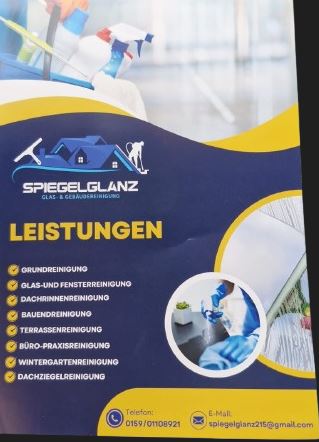 SPIEGELGLANZ
GLAS- & GEBÄUDEREINIGUNG
LEISTUNGEN
GRUNDREINIGUNG
GLAS-UND FENSTERREINIGUNG
DACHRINNENREINIGUNG
BAUENDREINIGUNG
TERRASSENREINIGUNG
BÜRO-PRAXISREINIGUNG
WINTERGARTENREINIGUNG
DACHZIEGELREINIGUNG
Telefon:
0159/01108921
E-Mail:
spiegelglanz215@gmail.com